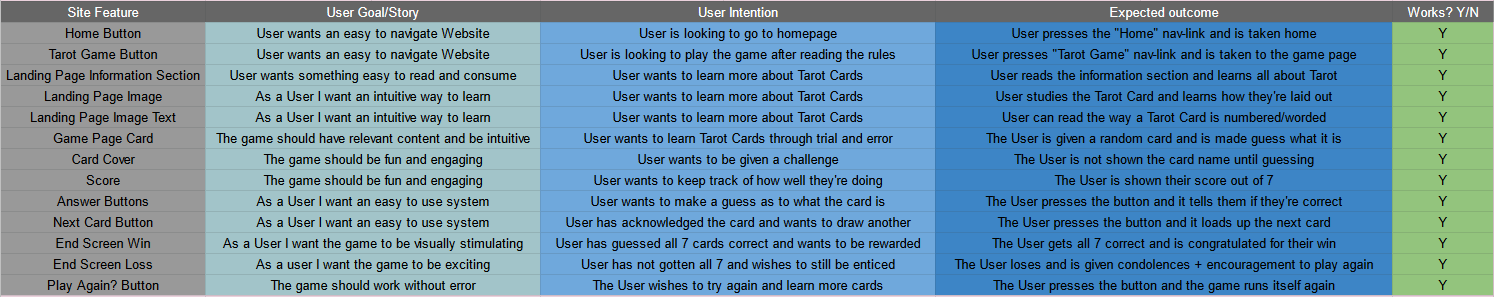 Site Feature User Goal/Story User Intention Expected outcome Works? Y/N
Home Button User wants an easy to navigate Website User is looking to go to homepage User presses the "Home" nav-link and is taken home Y
Tarot Game Button User wants an easy to navigate Website User is looking to play the game after reading the rules User presses "Tarot Game" nav-link and is taken to the game page Y
Landing Page Information Section User wants something easy to read and consume User wants to learn more about Tarot Cards User reads the information section and learns all about Tarot Y
Landing Page Image As a User I want an intuitive way to learn User wants to learn more about Tarot Cards User studies the Tarot Card and learns how they're laid out Y
Landing Page Image Text As a User I want an intuitive way to learn User wants to learn more about Tarot Cards User can read the way a Tarot Card is numbered/worded Y
Game Page Card The game should have relevant content and be intuitive User wants to learn Tarot Cards through trial and error The User is given a random card and is made guess what it is Y
Card Cover The game should be fun and engaging User wants to be given a challenge The User is not shown the card name until guessing Y
Score The game should be fun and engaging User wants to keep track of how well they're doing The User is shown their score out of 7 Y
Answer Buttons As a User I want an easy to use system User wants to make a guess as to what the card is The User presses the button and it tells them if they're correct Y
Next Card Button As a User I want an easy to use system User has acknowledged the card and wants to draw another The User presses the button and it loads up the next card Y
End Screen Win As a User I want the game to be visually stimulating User has guessed all 7 cards correct and wants to be rewarded The User gets all 7 correct and is congratulated for their win Y
End Screen Loss As a user I want the game to be exciting User has not gotten all 7 and wishes to still be enticed The User loses and is given condolences + encouragement to play again Y
Play Again? Button The game should work without error The User wishes to try again and learn more cards The User presses the button and the game runs itself again Y